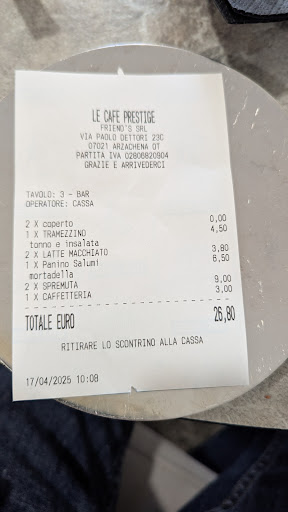 LE CAFE PRESTIGE
FRIEND'S SRL
VIA PAOLO DETTORI 23C
07021 ARZACHENA OT
PARTITA IVA 02806820904
GRAZIE E ARRIVEDERCI
TAVOLO: 3 - BAR
OPERATORE: CASSA
2 X coperto 0,00
1 X TRAMEZZINO 4,50
tonno e insalata
2 X LATTE MACCHIATO 3,80
1 X Panino Salumi 6,50
mortadella
2 X SPREMUTA 9,00
1 X CAFFETTERIA 3,00
TOTALE EURO 26,80
RITIRARE LO SCONTRINO ALLA CASSA
17/04/2025 10:08